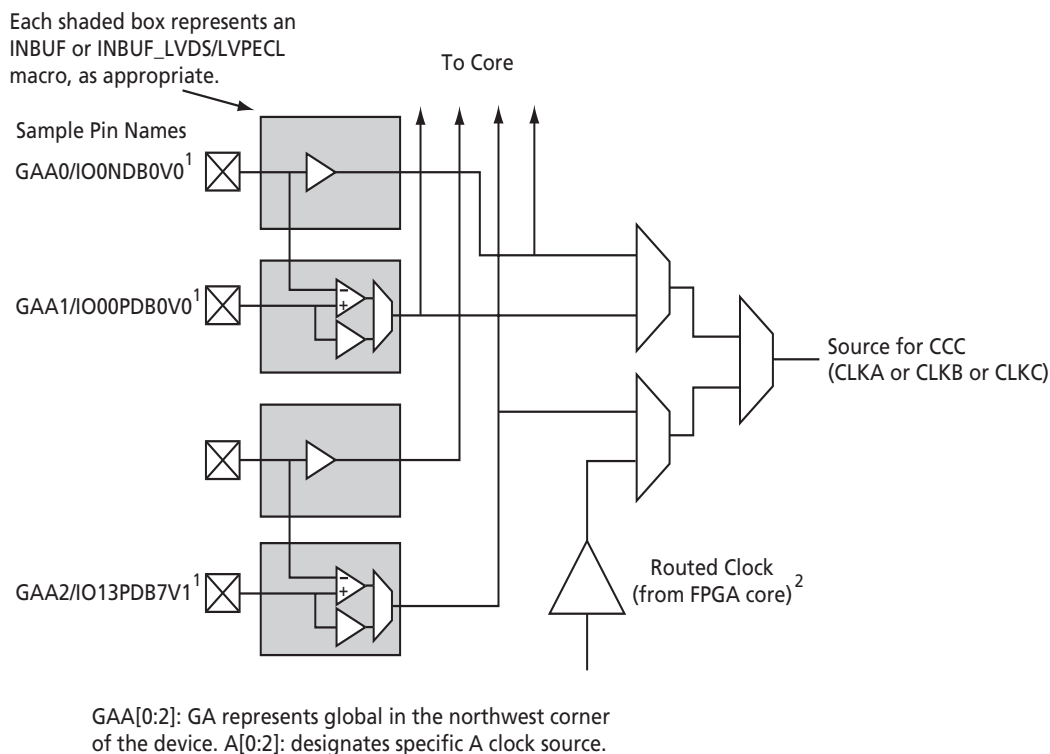 Each shaded box represents an
INBUF or INBUF_LVDS/LVPECL
macro, as appropriate.
To Core
Sample Pin Names
GAA0/IO0NDB0V0¹
GAA1/IO00PDB0V0¹
-
+
Source for CCC
(CLKA or CLKB or CLKC)
GAA2/IO13PDB7V1¹
-
+
Routed Clock
(from FPGA core)²
GAA[0:2]: GA represents global in the northwest corner
of the device. A[0:2]: designates specific A clock source.